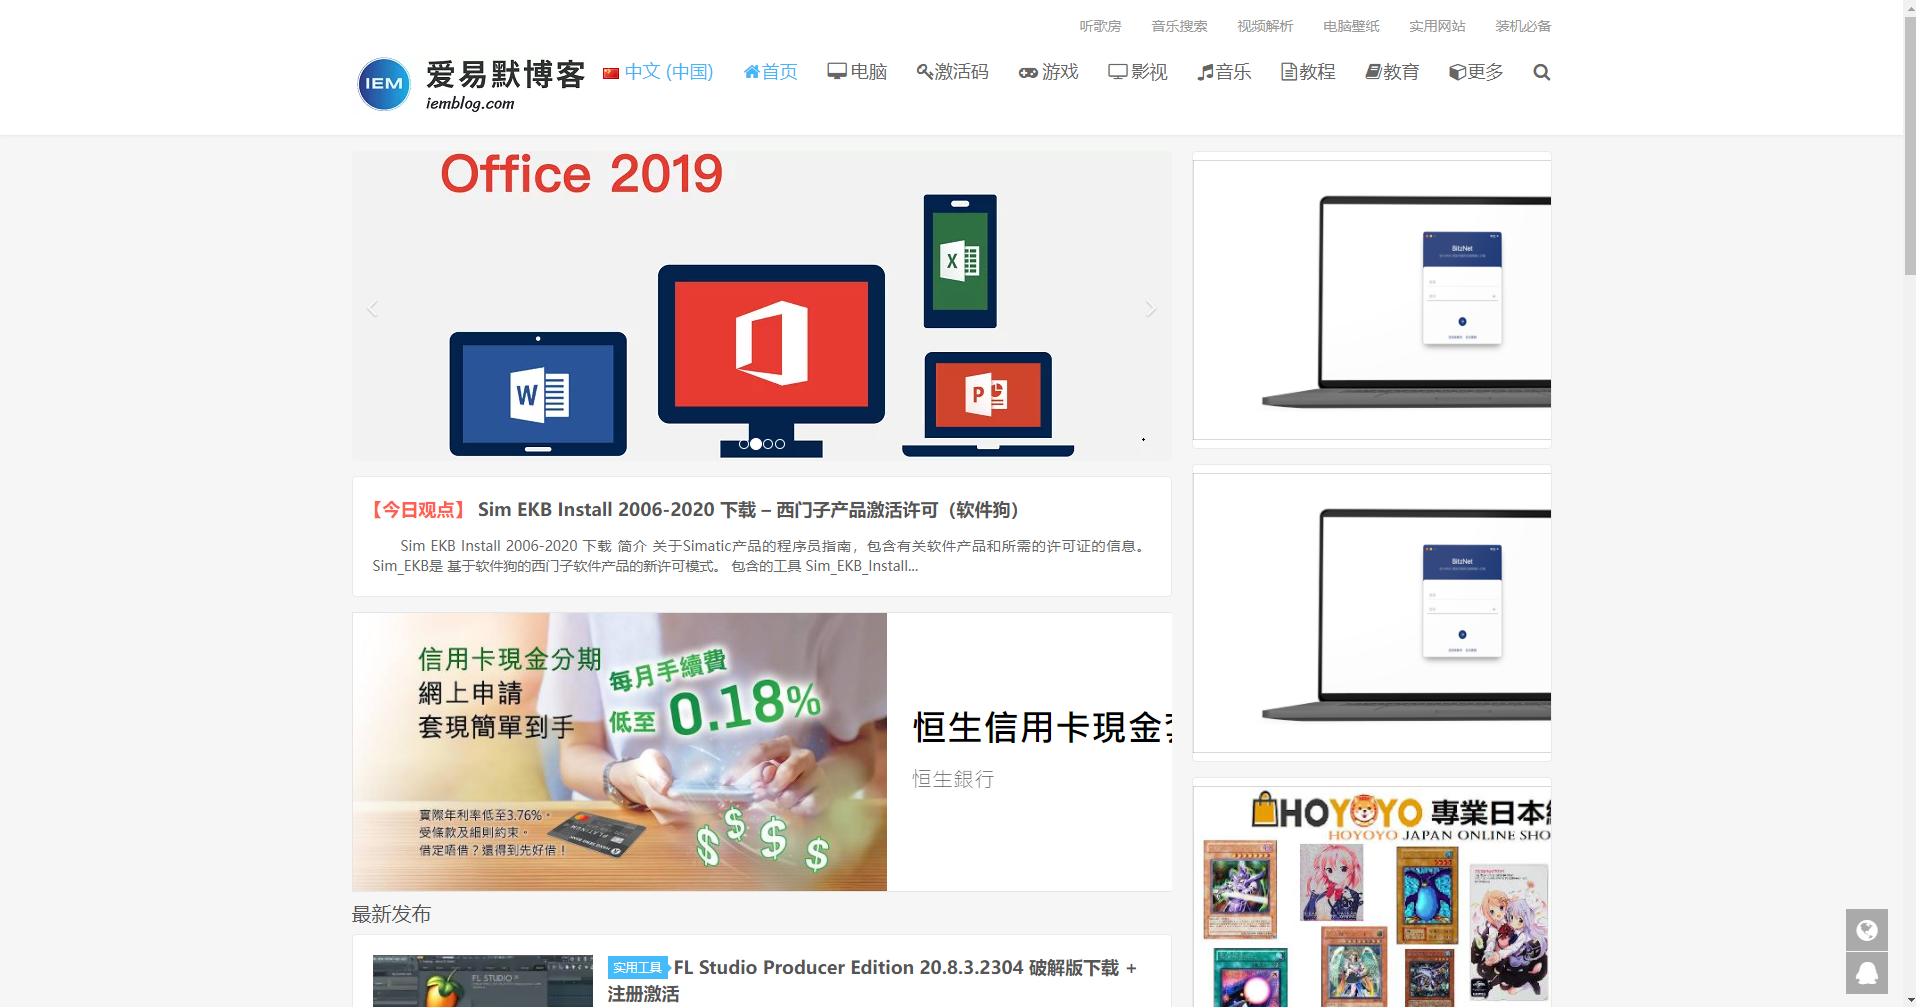 听歌房 音乐搜索 视频解析 电脑壁纸 实用网站 装机必备
IEM
爱易默博客
iemblog.com
中文 (中国) 首页 电脑 激活码 游戏 影视 音乐 教程 教育 更多
Office 2019
X
W
P
【今日观点】 Sim EKB Install 2006-2020 下载 – 西门子产品激活许可（软件狗）
Sim EKB Install 2006-2020 下载 简介 关于Simatic产品的程序员指南，包含有关软件产品和所需的许可证的信息。
Sim_EKB是 基于软件狗的西门子软件产品的新许可模式。 包含的工具 Sim_EKB_Install...
信用卡現金分期
網上申請
套現簡單到手
每月手續費
低至 0.18%
實際年利率低至3.76%。
受條款及細則約束。
借定唔借？還得到先好借！
PLATINUM
$ $ $ $
恒生信用卡現金
恒生銀行
BitzNet
BitzNet
HOYOYO 專業日本
HOYOYO JAPAN ONLINE SHO
最新发布
FL STUDIO
实用工具 FL Studio Producer Edition 20.8.3.2304 破解版下载 +
注册激活